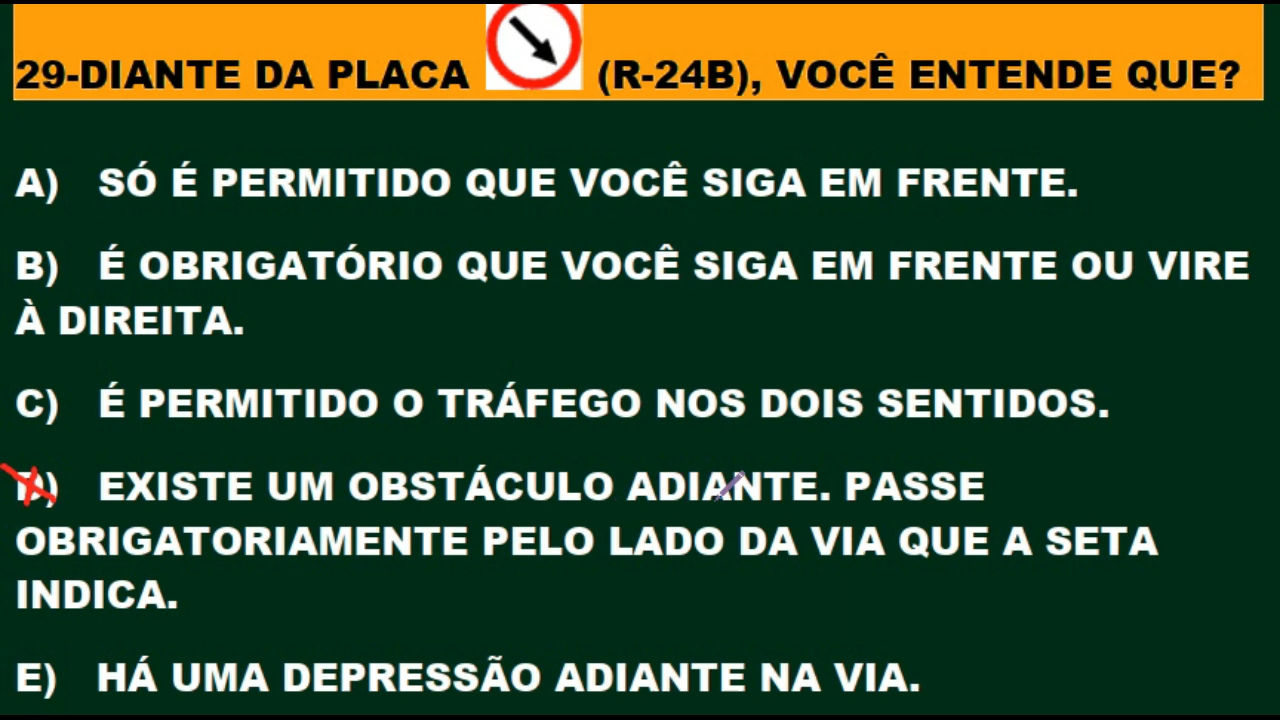 29-DIANTE DA PLACA (R-24B), VOCÊ ENTENDE QUE?
A) SÓ É PERMITIDO QUE VOCÊ SIGA EM FRENTE.
B) É OBRIGATÓRIO QUE VOCÊ SIGA EM FRENTE OU VIRE
À DIREITA.
C) É PERMITIDO O TRÁFEGO NOS DOIS SENTIDOS.
D) EXISTE UM OBSTÁCULO ADIANTE. PASSE
OBRIGATORIAMENTE PELO LADO DA VIA QUE A SETA
INDICA.
E) HÁ UMA DEPRESSÃO ADIANTE NA VIA.